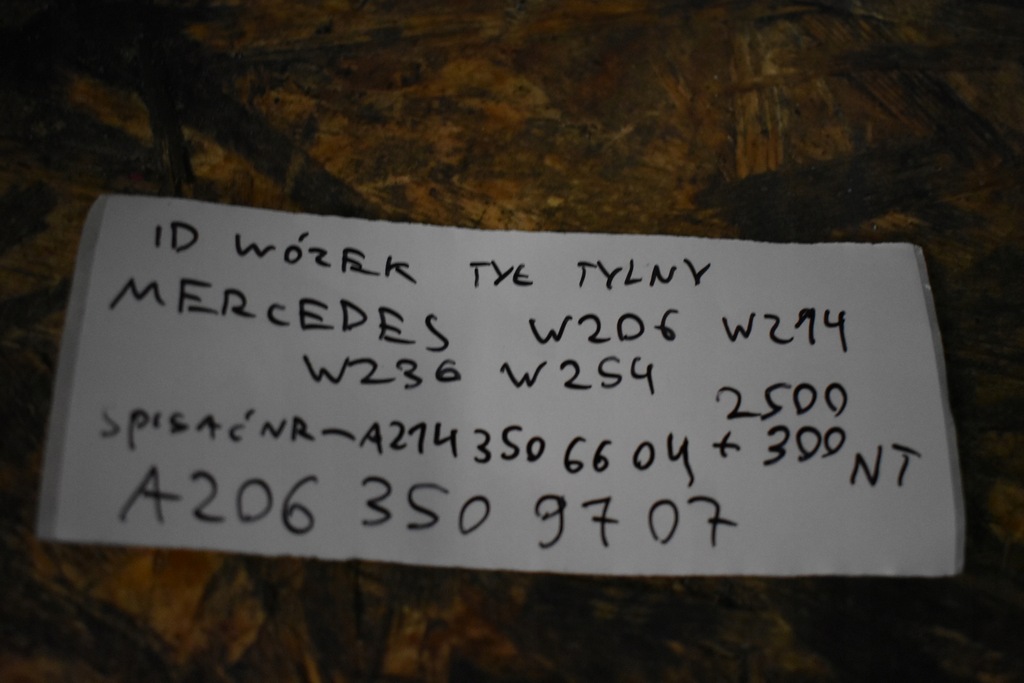 ID WÓZEK TYŁ TYLNY
MERCEDES W206 W214
W236 W254
2500
SPISAĆ NR - A214 350 66 04 + 300 NT
A206 350 97 07